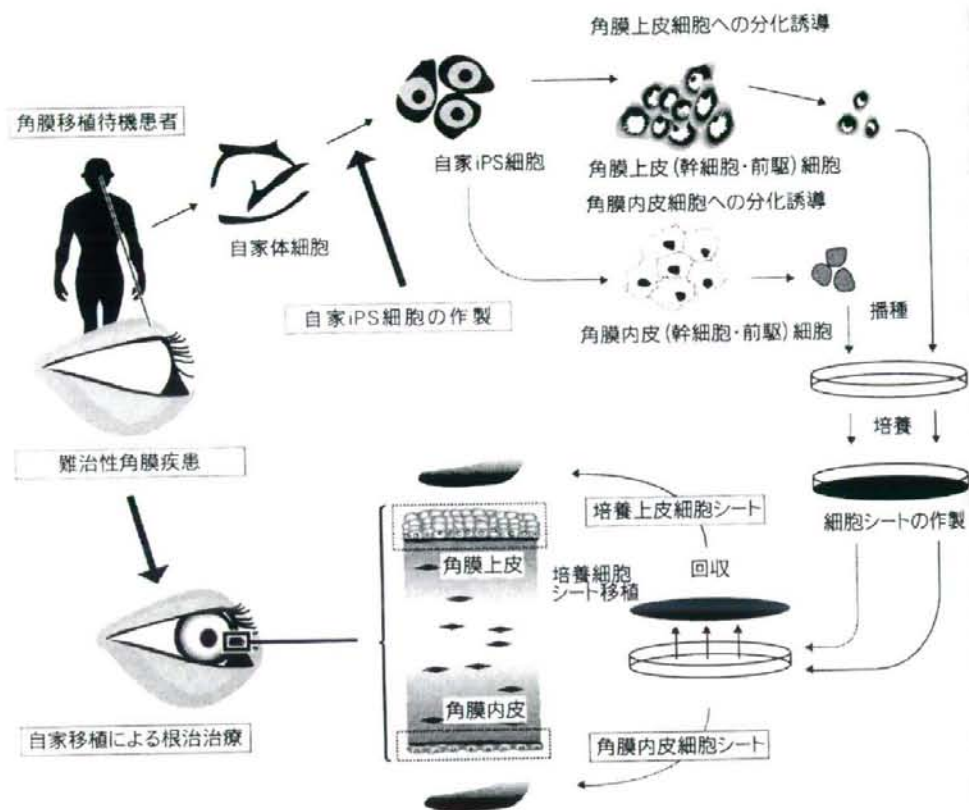 角膜上皮細胞への分化誘導
角膜移植待機患者
自家iPS細胞
角膜上皮(幹細胞・前駆)細胞
角膜内皮細胞への分化誘導
自家体細胞
自家iPS細胞の作製
角膜内皮(幹細胞・前駆)細胞
播種
培養
難治性角膜疾患
培養上皮細胞シート
細胞シートの作製
角膜上皮
培養細胞
シート移植
回収
角膜内皮
自家移植による根治治療
角膜内皮細胞シート